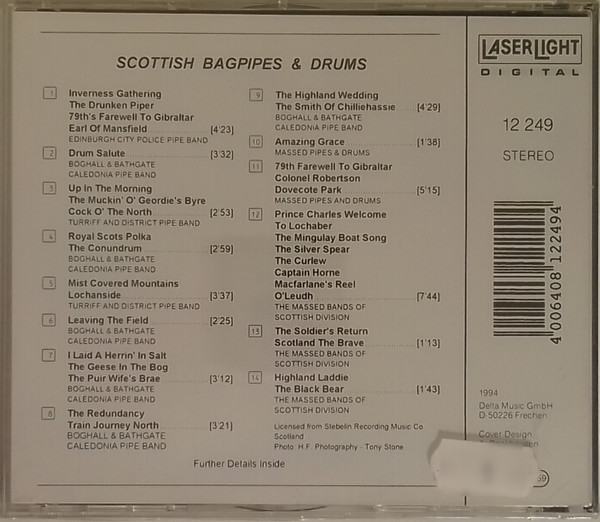 SCOTTISH BAGPIPES & DRUMS
1 Inverness Gathering
The Drunken Piper
79th's Farewell To Gibraltar
Earl Of Mansfield [4'23]
EDINBURGH CITY POLICE PIPE BAND
2 Drum Salute [3'32]
BOGHALL & BATHGATE
CALEDONIA PIPE BAND
3 Up In The Morning
The Muckin' O' Geordie's Byre
Cock O' The North [2'53]
TURRIFF AND DISTRICT PIPE BAND
4 Royal Scots Polka
The Conundrum [2'59]
BOGHALL & BATHGATE
CALEDONIA PIPE BAND
5 Mist Covered Mountains
Lochanside [3'37]
TURRIFF AND DISTRICT PIPE BAND
6 Leaving The Field [2'25]
BOGHALL & BATHGATE
CALEDONIA PIPE BAND
7 I Laid A Herrin' In Salt
The Geese In The Bog
The Puir Wife's Brae [3'12]
BOGHALL & BATHGATE
CALEDONIA PIPE BAND
8 The Redundancy
Train Journey North [3'21]
BOGHALL & BATHGATE
CALEDONIA PIPE BAND
9 The Highland Wedding
The Smith Of Chilliehassie [4'29]
BOGHALL & BATHGATE
CALEDONIA PIPE BAND
10 Amazing Grace [1'38]
MASSED PIPES & DRUMS
11 79th Farewell To Gibraltar
Colonel Robertson
Dovecote Park [5'15]
MASSED PIPES AND DRUMS
12 Prince Charles Welcome
To Lochaber
The Mingulay Boat Song
The Silver Spear
The Curlew
Captain Horne
Macfarlane's Reel
O'Leudh [7'44]
THE MASSED BANDS OF
SCOTTISH DIVISION
13 The Soldier's Return
Scotland The Brave [1'13]
THE MASSED BANDS OF
SCOTTISH DIVISION
14 Highland Laddie
The Black Bear [1'43]
THE MASSED BANDS OF
SCOTTISH DIVISION
Licensed from Stebelin Recording Music Co
Scotland
Photo H.F. Photography - Tony Stone
Further Details Inside
LASERLIGHT
DIGITAL
12 249
STEREO
4 006408 122494
1994
Delta Music GmbH
D 50226 Frechen
Cover Design